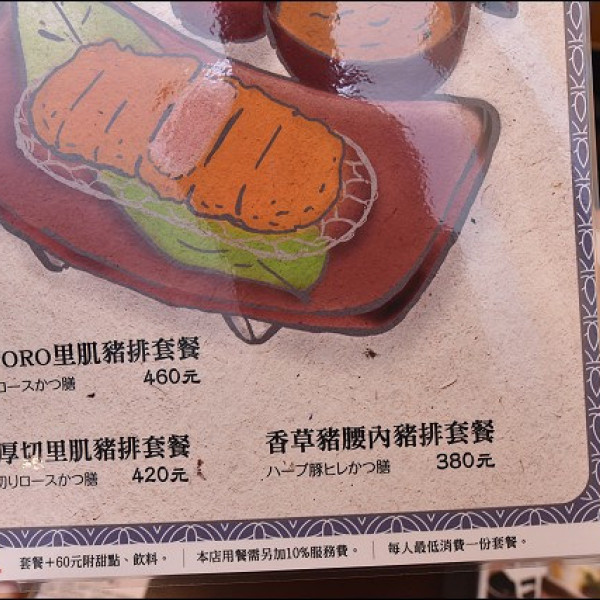 ORO里肌豬排套餐
ロースかつ膳 460元
厚切里肌豬排套餐
切りロースかつ膳 420元
香草豬腰內豬排套餐
ハーブ豚ヒレかつ膳 380元
套餐+60元附甜點、飲料。 | 本店用餐需另加10%服務費。 | 每人最低消費一份套餐。